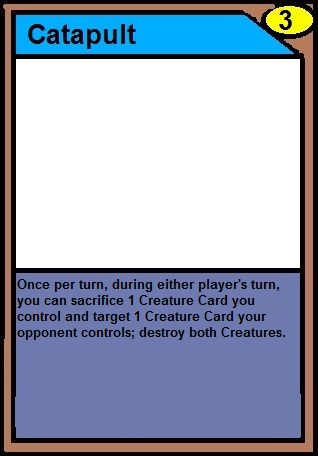 Catapult
3
Once per turn, during either player's turn,
you can sacrifice 1 Creature Card you
control and target 1 Creature Card your
opponent controls; destroy both Creatures.